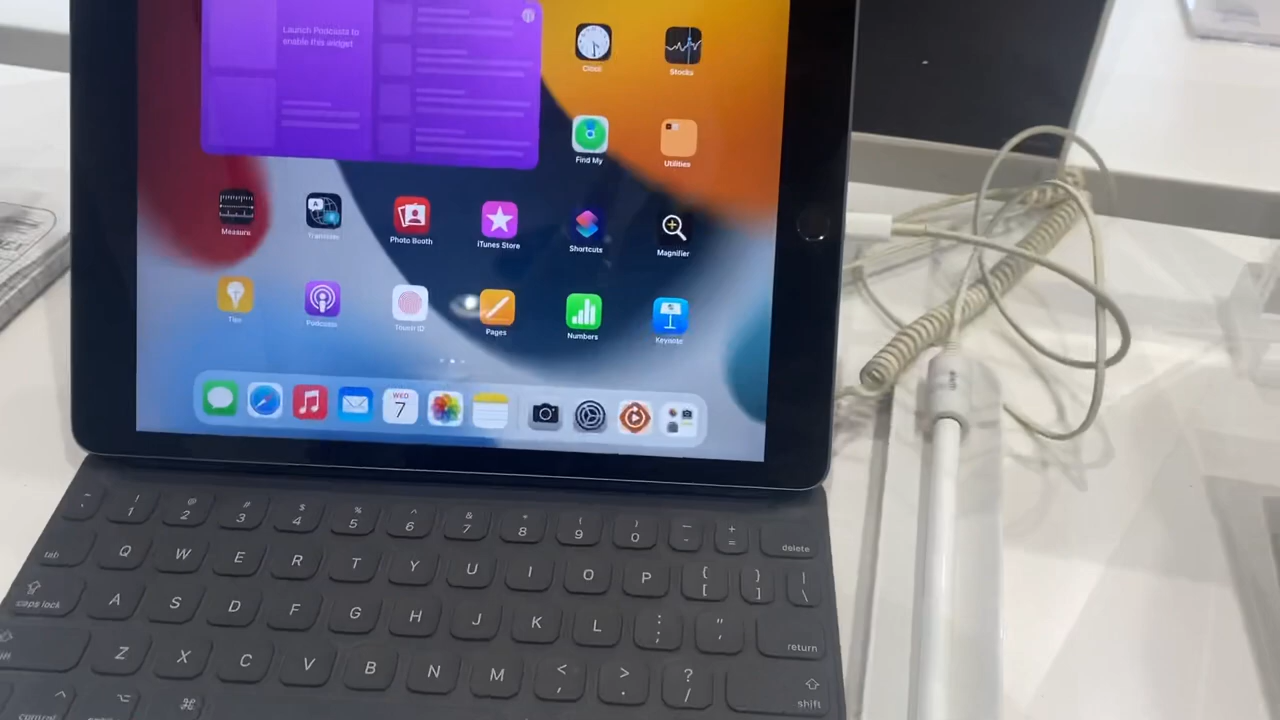 Launch Podcasts to
enable this widget
Clock
Stocks
Find My
Utilities
Measure
Translate
Photo Booth
iTunes Store
Shortcuts
Magnifier
Tips
Podcasts
Touch ID
Pages
Numbers
Keynote
WED
7
~ ! @ # $ % ^ & * ( ) — +
1 2 3 4 5 6 7 8 9 0 - = delete
tab Q W E R T Y U I O P { [ } ] | \
caps lock A S D F G H J K L : ; " ' return
Z X C V B N M < , > . ? / shift
control